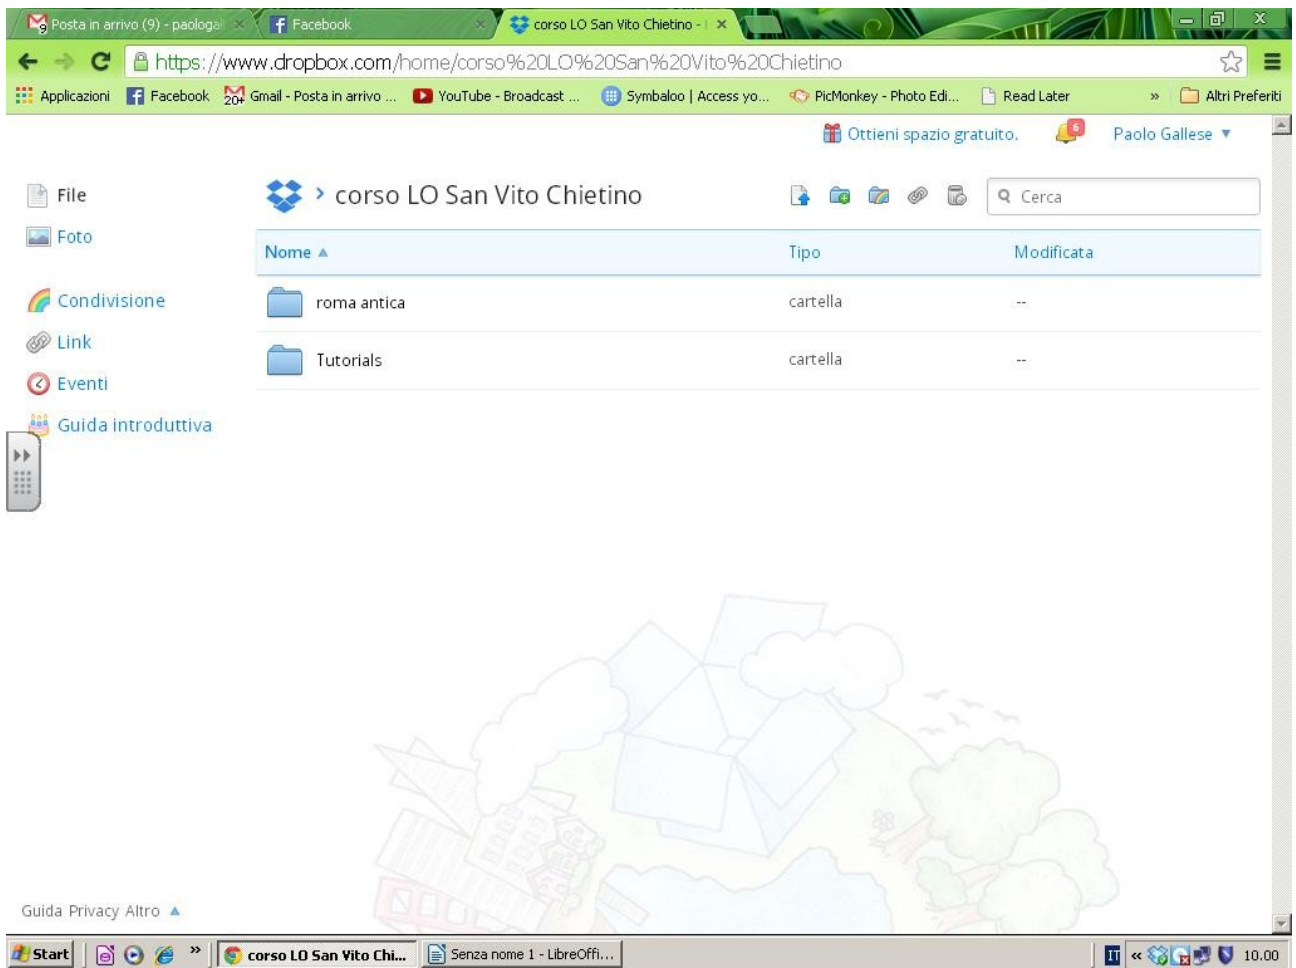 Posta in arrivo (9) - paologal
Facebook
corso LO San Vito Chietino -
https://www.dropbox.com/home/corso%20LO%20San%20Vito%20Chietino
Applicazioni
Facebook
20+
Gmail - Posta in arrivo ...
YouTube - Broadcast ...
Symbaloo | Access yo...
PicMonkey - Photo Edi...
Read Later
»
Altri Preferiti
Ottieni spazio gratuito.
6
Paolo Gallese
File
Foto
Condivisione
Link
Eventi
Guida introduttiva
› corso LO San Vito Chietino
Cerca
Nome
Tipo
Modificata
roma antica
cartella
--
Tutorials
cartella
--
Guida Privacy Altro
Start
»
corso LO San Vito Chi...
Senza nome 1 - LibreOffi...
IT
«
10.00